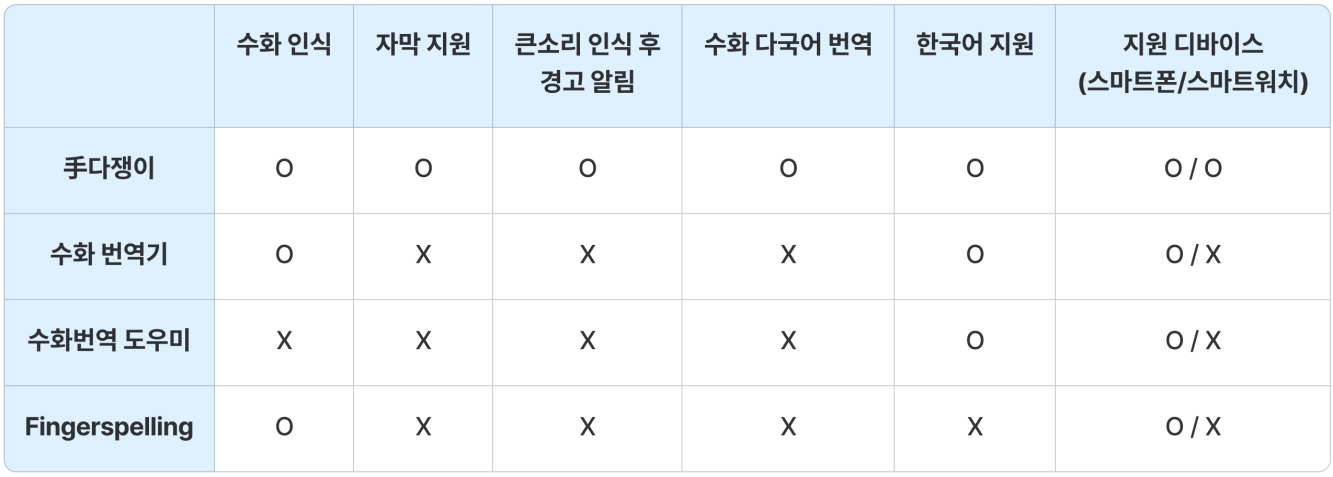 수화 인식 자막 지원 큰소리 인식 후 수화 다국어 번역 한국어 지원 지원 디바이스
경고 알림 (스마트폰/스마트워치)
手다쟁이 O O O O O O / O
수화 번역기 O X X X O O / X
수화번역 도우미 X X X X O O / X
Fingerspelling O X X X X O / X